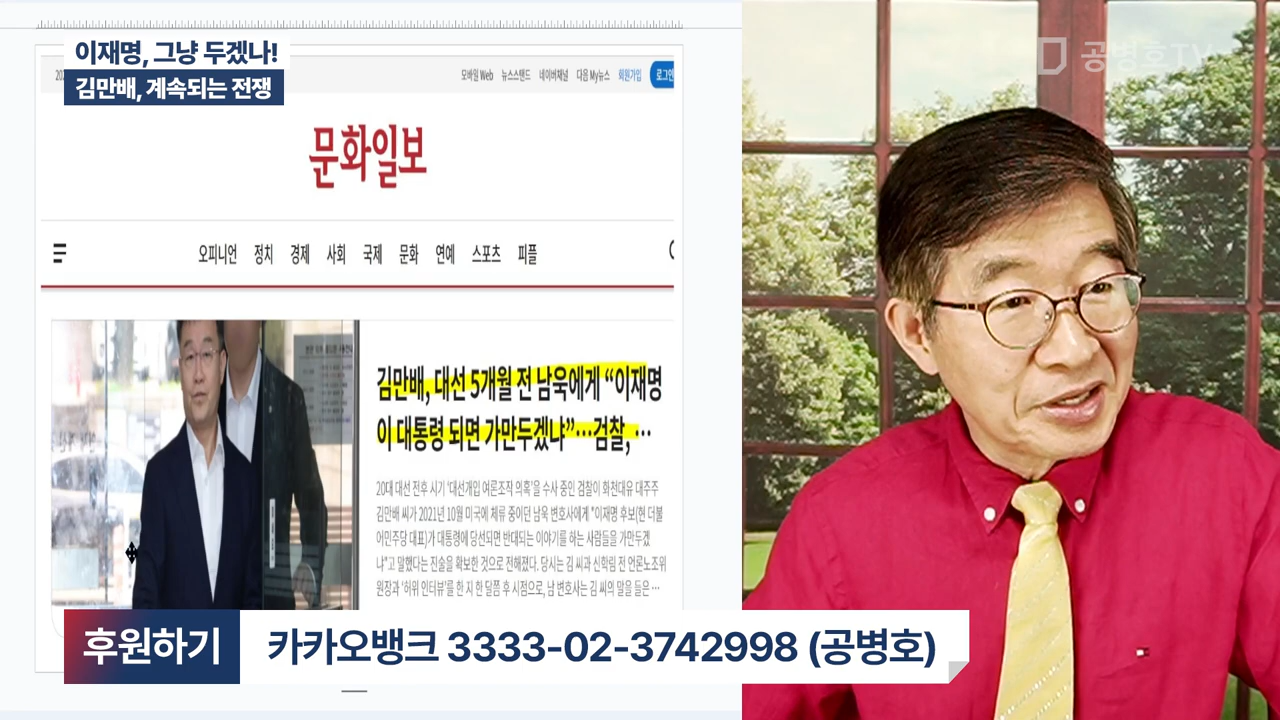 이재명, 그냥 두겠나!
김만배, 계속되는 전쟁
공병호TV
모바일 Web 뉴스스탠드 네이버채널 다음 My뉴스 회원가입 로그인
문화일보
오피니언 정치 경제 사회 국제 문화 연예 스포츠 피플
김만배, 대선 5개월 전 남욱에게 “이재명
이 대통령 되면 가만두겠냐”…검찰, …
20대 대선 전후 시기 ‘대선개입 여론조작 의혹’을 수사 중인 검찰이 화천대유 대주주
김만배 씨가 2021년 10월 미국에 체류 중이던 남욱 변호사에게 "이재명 후보(현 더불
어민주당 대표)가 대통령에 당선되면 반대되는 이야기를 하는 사람들을 가만두겠
냐"고 말했다는 진술을 확보한 것으로 전해졌다. 당시는 김 씨과 신학림 전 언론노조위
원장과 ‘허위 인터뷰’를 한 지 한 달쯤 후 시점으로, 남 변호사는 김 씨의 말을 들은 …
후원하기
카카오뱅크 3333-02-3742998 (공병호)